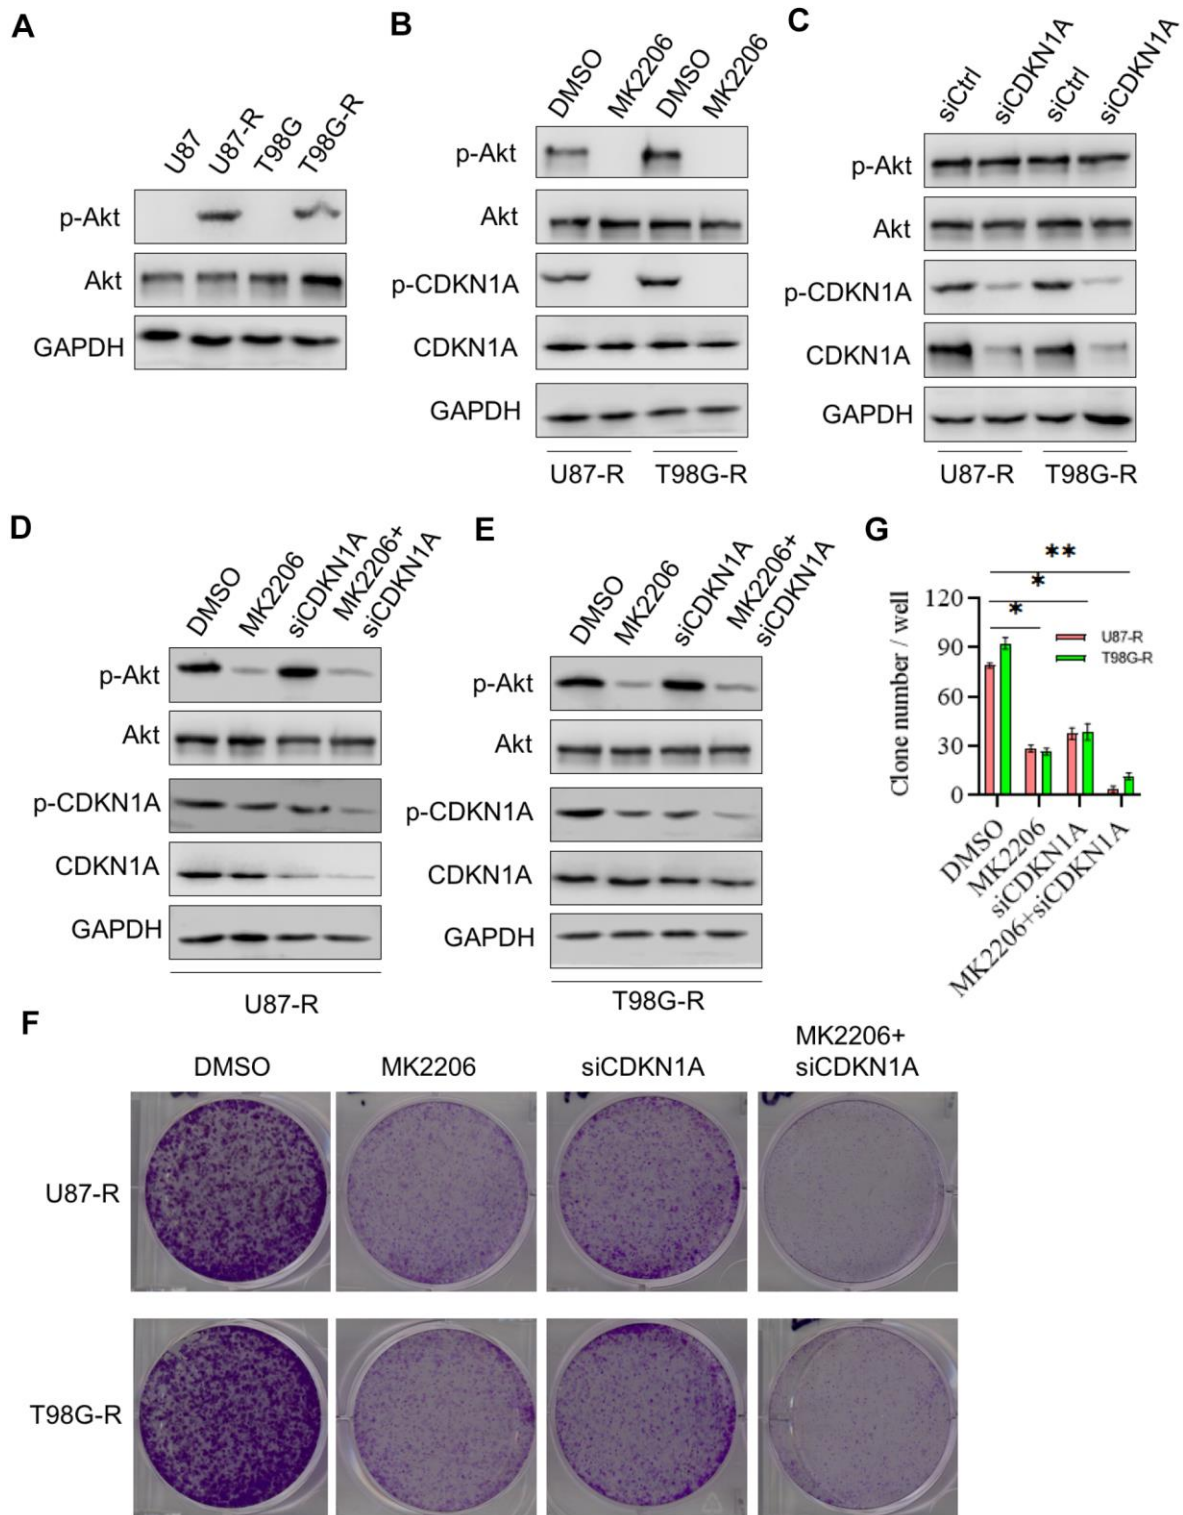 A
U87
U87-R
T98G
T98G-R
p-Akt
Akt
GAPDH
B
DMSO
MK2206
DMSO
MK2206
p-Akt
Akt
p-CDKN1A
CDKN1A
GAPDH
U87-R
T98G-R
C
siCtrl
siCDKN1A
siCtrl
siCDKN1A
p-Akt
Akt
p-CDKN1A
CDKN1A
GAPDH
U87-R
T98G-R
D
DMSO
MK2206
siCDKN1A
MK2206+
siCDKN1A
p-Akt
Akt
p-CDKN1A
CDKN1A
GAPDH
U87-R
E
DMSO
MK2206
siCDKN1A
MK2206+
siCDKN1A
p-Akt
Akt
p-CDKN1A
CDKN1A
GAPDH
T98G-R
G
**
*
*
Clone number / well
120
90
60
30
0
U87-R
T98G-R
DMSO
MK2206
siCDKN1A
MK2206+siCDKN1A
F
DMSO
MK2206
siCDKN1A
MK2206+
siCDKN1A
U87-R
T98G-R